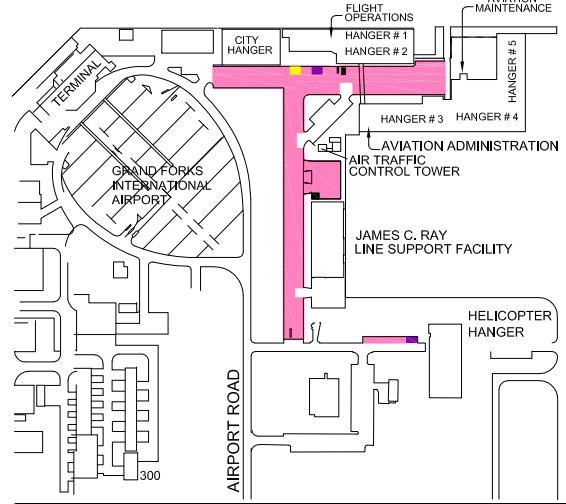 FLIGHT
OPERATIONS
AVIATION
MAINTENANCE
CITY
HANGER
HANGER # 1
HANGER # 2
HANGER # 5
TERMINAL
HANGER # 3
HANGER # 4
AVIATION ADMINISTRATION
AIR TRAFFIC
CONTROL TOWER
GRAND FORKS
INTERNATIONAL
AIRPORT
JAMES C. RAY
LINE SUPPORT FACILITY
HELICOPTER
HANGER
AIRPORT ROAD
300